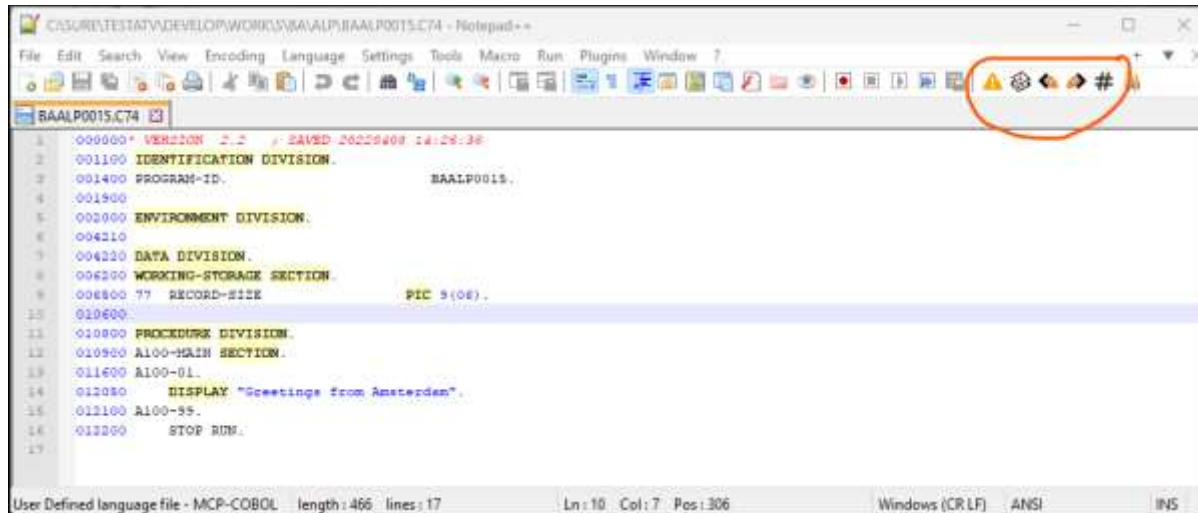 C:\SURE\TESTATV\DEVELOP\WORK\S\BA\ALP\BAALP0015.C74 - Notepad++
File Edit Search View Encoding Language Settings Tools Macro Run Plugins Window ?
BAALP0015.C74
1 000000* VERSION 2.2 ; SAVED 20220608 14:26:36
2 001100 IDENTIFICATION DIVISION.
3 001400 PROGRAM-ID. BAALP0015.
4 001900
5 002000 ENVIRONMENT DIVISION.
6 004210
7 004220 DATA DIVISION.
8 006200 WORKING-STORAGE SECTION.
9 006800 77 RECORD-SIZE PIC 9(06).
10 010600
11 010800 PROCEDURE DIVISION.
12 010900 A100-MAIN SECTION.
13 011600 A100-01.
14 012050 DISPLAY "Greetings from Amsterdam".
15 012100 A100-99.
16 012200 STOP RUN.
17
User Defined language file - MCP-COBOL length : 466 lines : 17 Ln : 10 Col : 7 Pos : 306 Windows (CR LF) ANSI INS